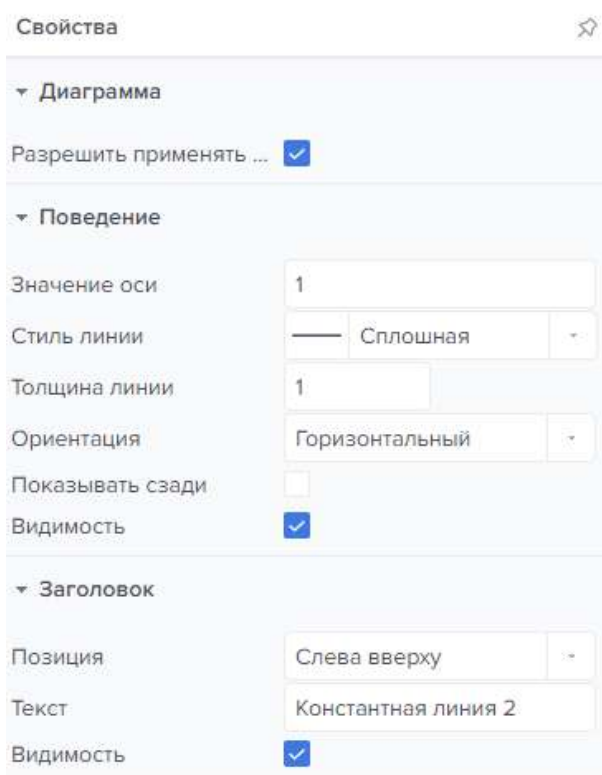 Свойства
Диаграмма
Разрешить применять ...
Поведение
Значение оси 1
Стиль линии Сплошная
Толщина линии 1
Ориентация Горизонтальный
Показывать сзади
Видимость
Заголовок
Позиция Слева вверху
Текст Константная линия 2
Видимость